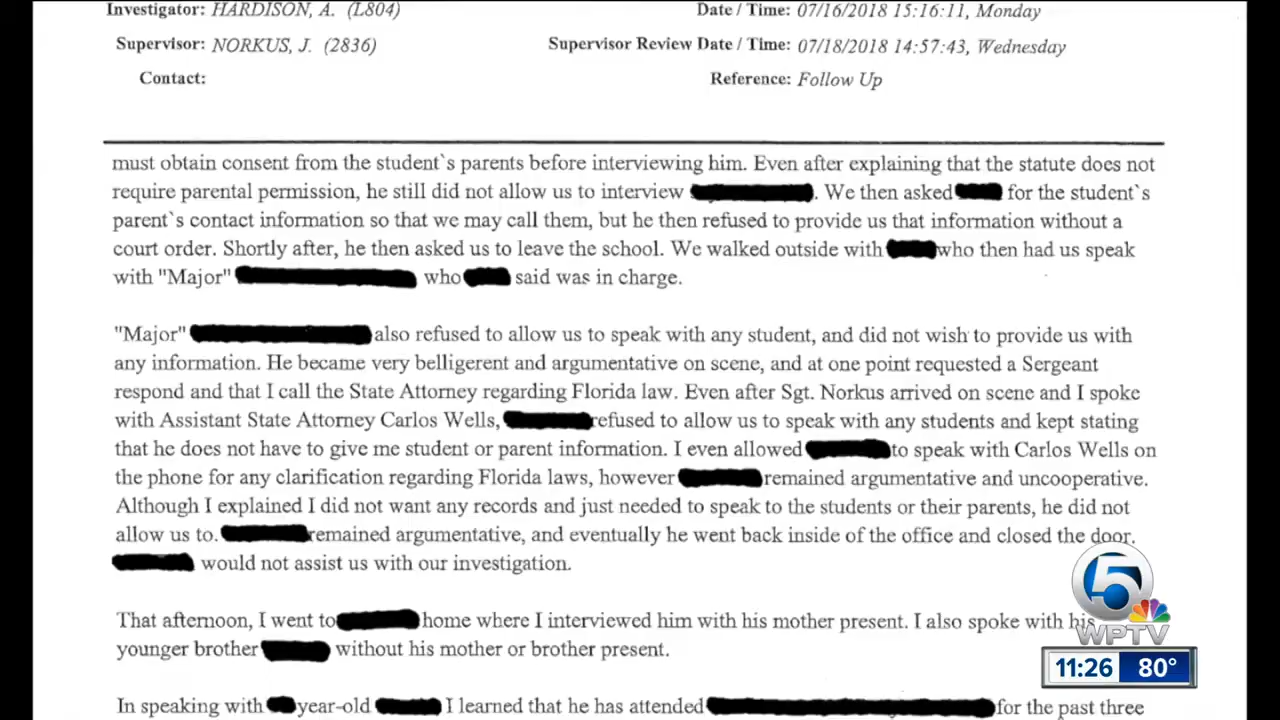 Investigator: HARDISON, A. (L804) Date / Time: 07/16/2018 15:16:11, Monday
Supervisor: NORKUS, J. (2836) Supervisor Review Date / Time: 07/18/2018 14:57:43, Wednesday
Contact: Reference: Follow Up
must obtain consent from the student`s parents before interviewing him. Even after explaining that the statute does not
require parental permission, he still did not allow us to interview . We then asked for the student`s
parent`s contact information so that we may call them, but he then refused to provide us that information without a
court order. Shortly after, he then asked us to leave the school. We walked outside with who then had us speak
with "Major" who said was in charge.
"Major" also refused to allow us to speak with any student, and did not wish to provide us with
any information. He became very belligerent and argumentative on scene, and at one point requested a Sergeant
respond and that I call the State Attorney regarding Florida law. Even after Sgt. Norkus arrived on scene and I spoke
with Assistant State Attorney Carlos Wells, refused to allow us to speak with any students and kept stating
that he does not have to give me student or parent information. I even allowed to speak with Carlos Wells on
the phone for any clarification regarding Florida laws, however remained argumentative and uncooperative.
Although I explained I did not want any records and just needed to speak to the students or their parents, he did not
allow us to. remained argumentative, and eventually he went back inside of the office and closed the door.
would not assist us with our investigation.
That afternoon, I went to home where I interviewed him with his mother present. I also spoke with his
younger brother without his mother or brother present.
In speaking with year-old I learned that he has attended for the past three
5
WPTV
11:26 80°